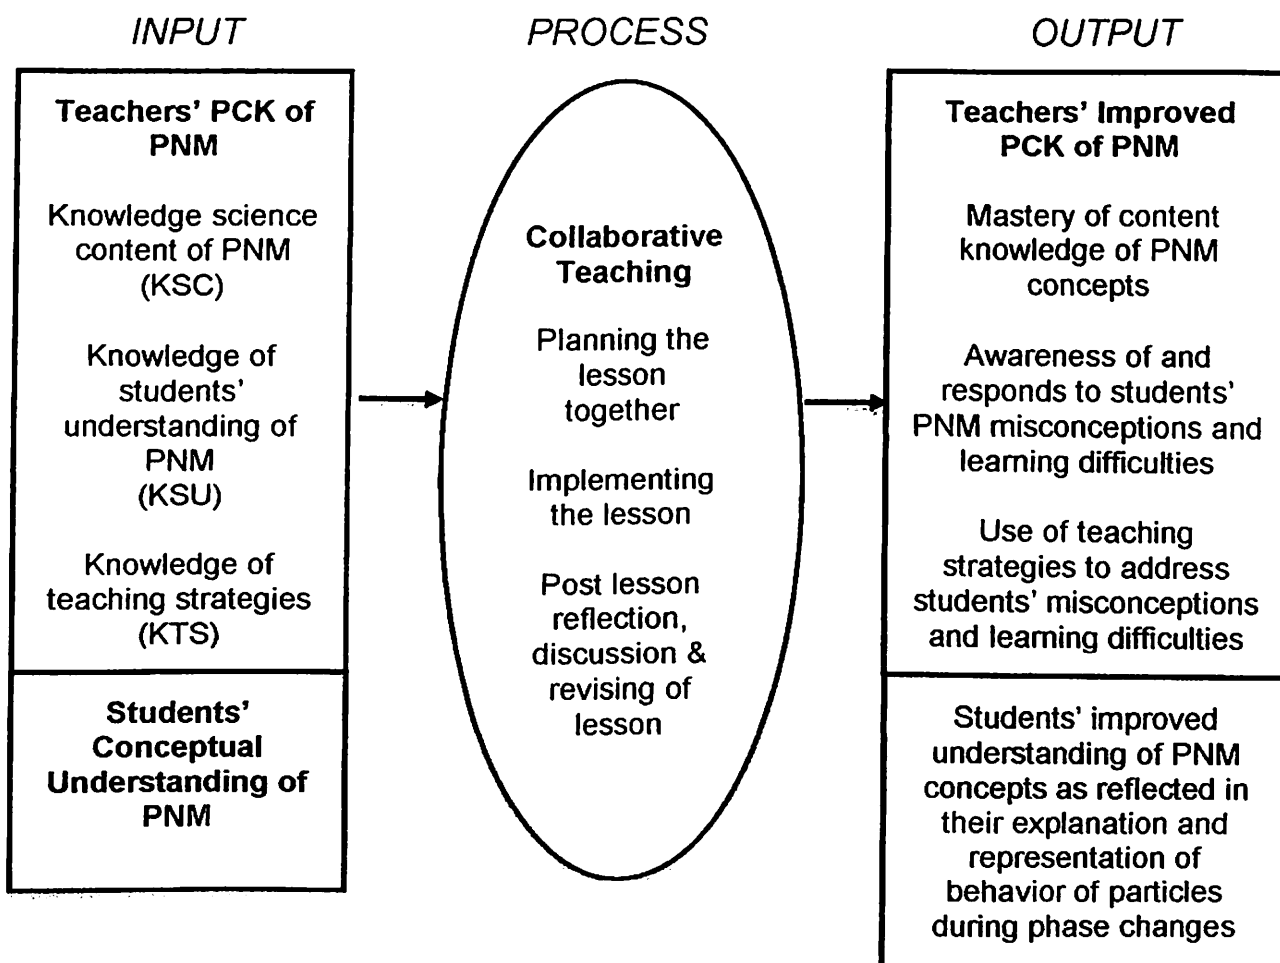 INPUT
Teachers' PCK of
PNM
Knowledge science
content of PNM
(KSC)
Knowledge of
students'
understanding of
PNM
(KSU)
Knowledge of
teaching strategies
(KTS)
Students'
Conceptual
Understanding of
PNM
PROCESS
Collaborative
Teaching
Planning the
lesson
together
Implementing
the lesson
Post lesson
reflection,
discussion &
revising of
lesson
OUTPUT
Teachers' Improved
PCK of PNM
Mastery of content
knowledge of PNM
concepts
Awareness of and
responds to students'
PNM misconceptions and
learning difficulties
Use of teaching
strategies to address
students' misconceptions
and learning difficulties
Students' improved
understanding of PNM
concepts as reflected in
their explanation and
representation of
behavior of particles
during phase changes